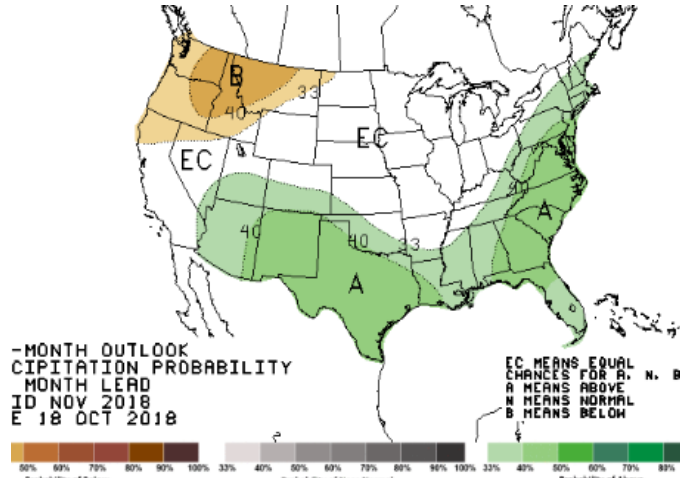 B
33
40
EC
EC
40
A
40
40
33
A
-MONTH OUTLOOK
CIPITATION PROBABILITY
MONTH LEAD
ID NOV 2018
E 18 OCT 2018
EC MEANS EQUAL
CHANCES FOR A, N, B
A MEANS ABOVE
N MEANS NORMAL
B MEANS BELOW
50% 60% 70% 80% 90% 100% 33% 40% 50% 60% 70% 80% 90% 100% 33% 40% 50% 60% 70% 80%